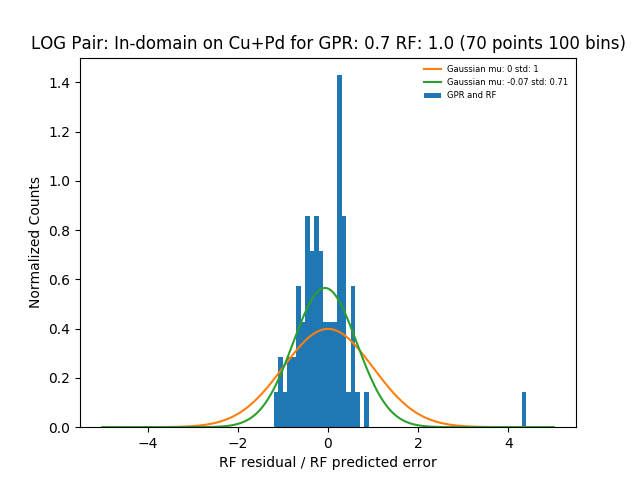 LOG Pair: In-domain on Cu+Pd for GPR: 0.7 RF: 1.0 (70 points 100 bins)
Gaussian mu: 0 std: 1
Gaussian mu: -0.07 std: 0.71
GPR and RF
Normalized Counts
1.4
1.2
1.0
0.8
0.6
0.4
0.2
0.0
−4
−2
0
2
4
RF residual / RF predicted error